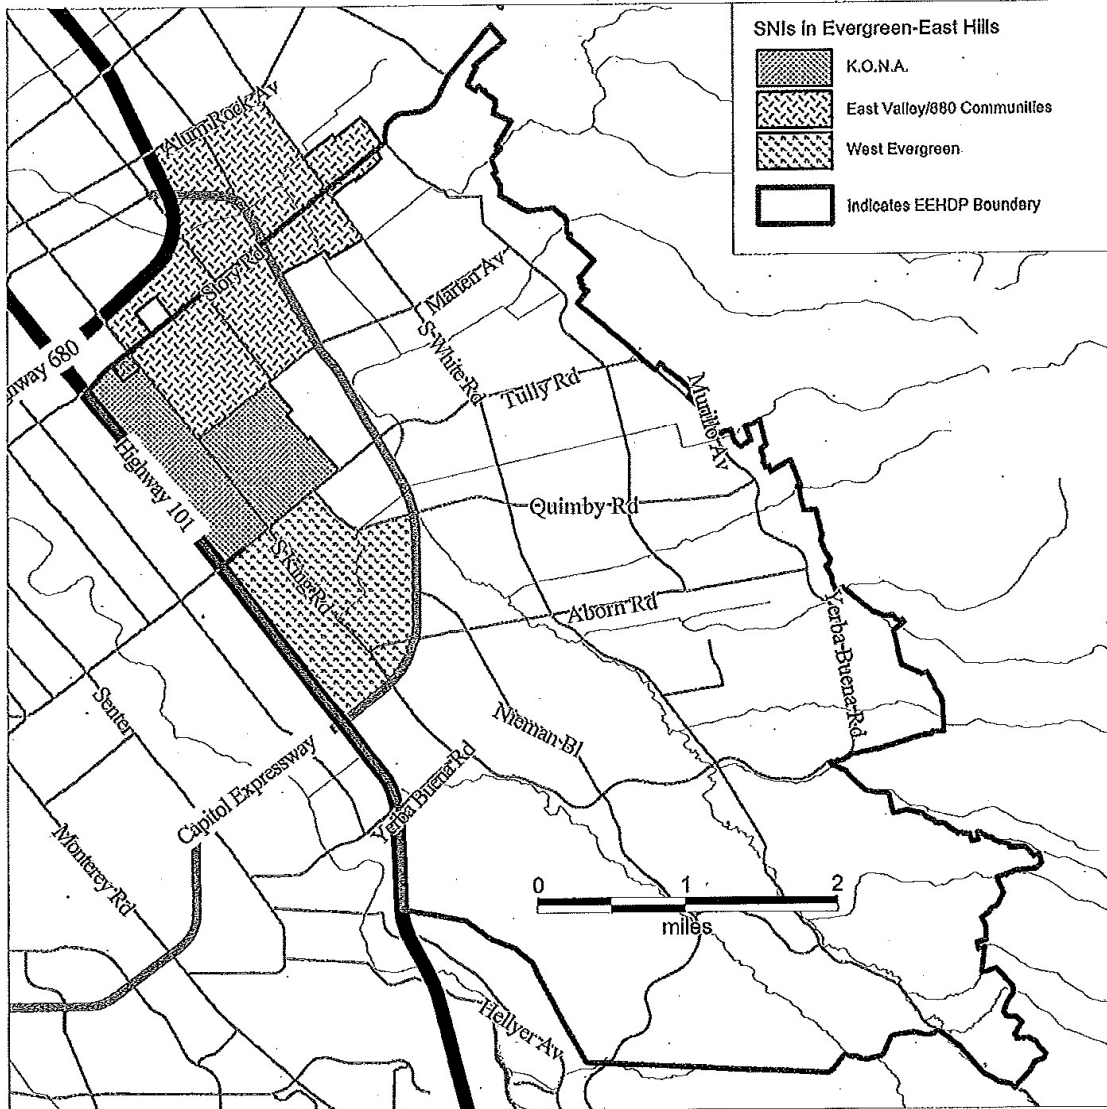 SNIs in Evergreen-East Hills
K.O.N.A.
East Valley/680 Communities
West Evergreen
Indicates EEHDP Boundary
Alum Rock Av
Story Rd
Marten Av
S White Rd
Tully Rd
Murillo Av
Highway 101
Quimby Rd
S King Rd
Aborn Rd
Yerba Buena Rd
Senter
Nieman Bl
Capitol Expressway
Yerba Buena Rd
Monterey Rd
0 1 2
miles
Hellyer Av